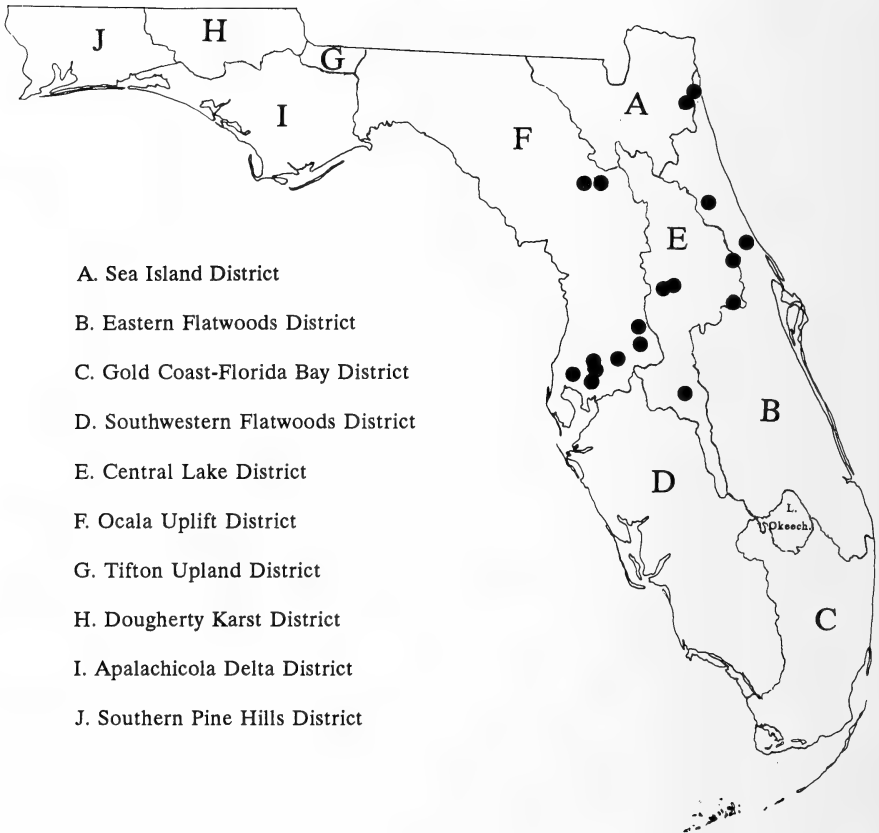 J
H
G
A
I
F
E
A. Sea Island District
B. Eastern Flatwoods District
C. Gold Coast-Florida Bay District
D. Southwestern Flatwoods District
E. Central Lake District
F. Ocala Uplift District
G. Tifton Upland District
H. Dougherty Karst District
I. Apalachicola Delta District
J. Southern Pine Hills District
B
D
L.
Okeech.
C